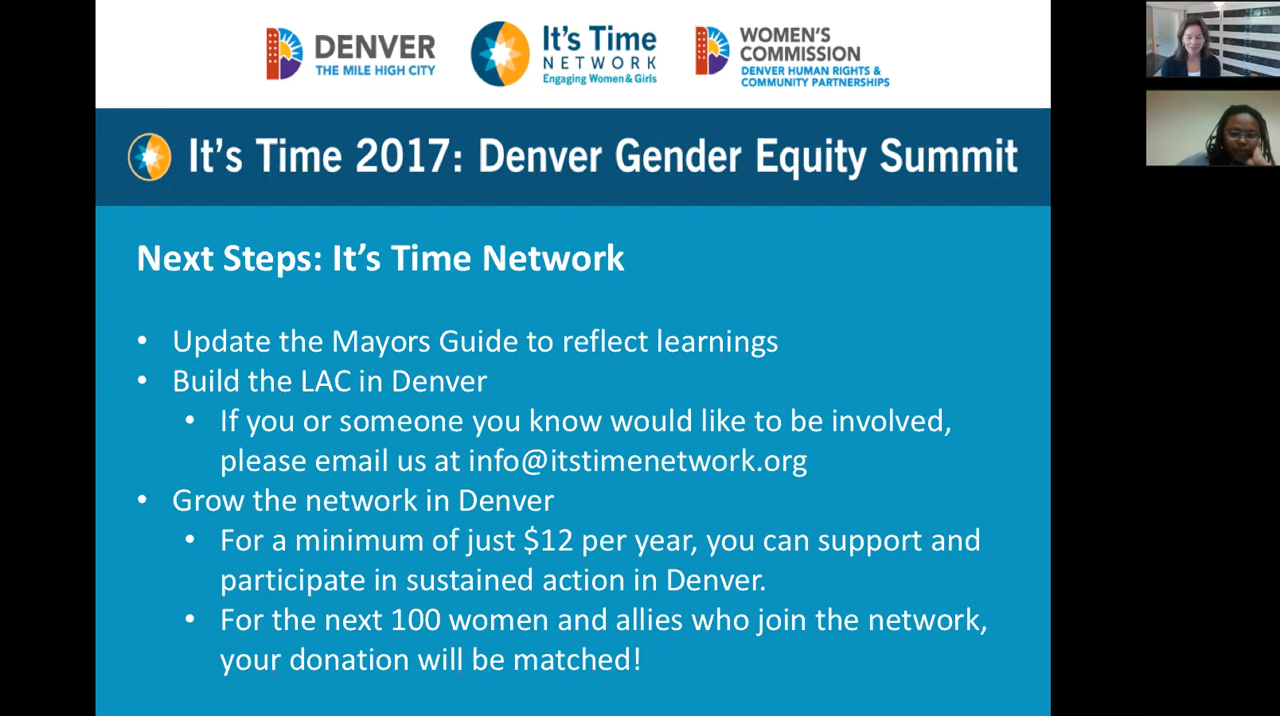 DENVER
THE MILE HIGH CITY
It's Time
NETWORK
Engaging Women & Girls
WOMEN'S
COMMISSION
DENVER HUMAN RIGHTS &
COMMUNITY PARTNERSHIPS
It's Time 2017: Denver Gender Equity Summit
Next Steps: It's Time Network
• Update the Mayors Guide to reflect learnings
• Build the LAC in Denver
• If you or someone you know would like to be involved,
please email us at info@itstimenetwork.org
• Grow the network in Denver
• For a minimum of just $12 per year, you can support and
participate in sustained action in Denver.
• For the next 100 women and allies who join the network,
your donation will be matched!